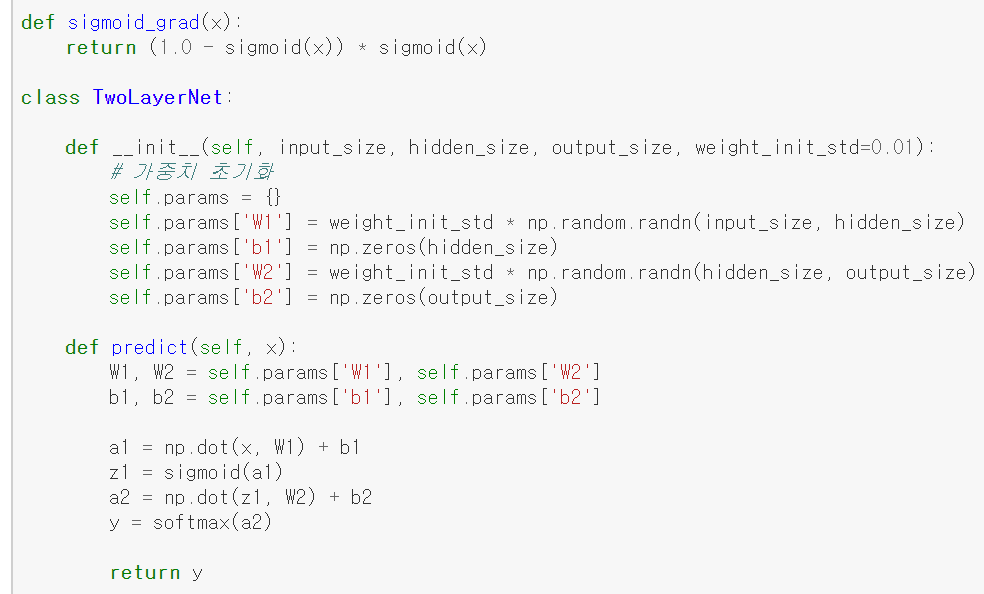 def sigmoid_grad(x):
    return (1.0 - sigmoid(x)) * sigmoid(x)

class TwoLayerNet:

    def __init__(self, input_size, hidden_size, output_size, weight_init_std=0.01):
        # 가중치 초기화
        self.params = {}
        self.params['W1'] = weight_init_std * np.random.randn(input_size, hidden_size)
        self.params['b1'] = np.zeros(hidden_size)
        self.params['W2'] = weight_init_std * np.random.randn(hidden_size, output_size)
        self.params['b2'] = np.zeros(output_size)

    def predict(self, x):
        W1, W2 = self.params['W1'], self.params['W2']
        b1, b2 = self.params['b1'], self.params['b2']

        a1 = np.dot(x, W1) + b1
        z1 = sigmoid(a1)
        a2 = np.dot(z1, W2) + b2
        y = softmax(a2)

        return y